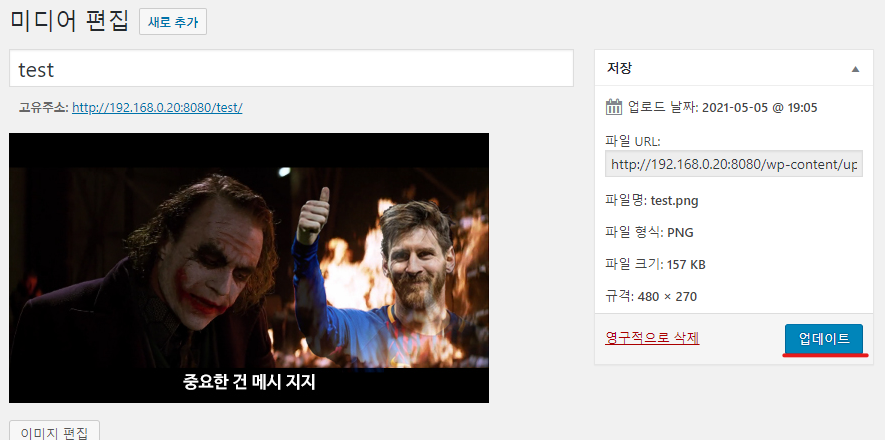 미디어 편집 새로 추가
test
고유주소: http://192.168.0.20:8080/test/
중요한 건 메시 지지
이미지 편집
저장
업로드 날짜: 2021-05-05 @ 19:05
파일 URL:
http://192.168.0.20:8080/wp-content/up
파일명: test.png
파일 형식: PNG
파일 크기: 157 KB
규격: 480 × 270
영구적으로 삭제 업데이트